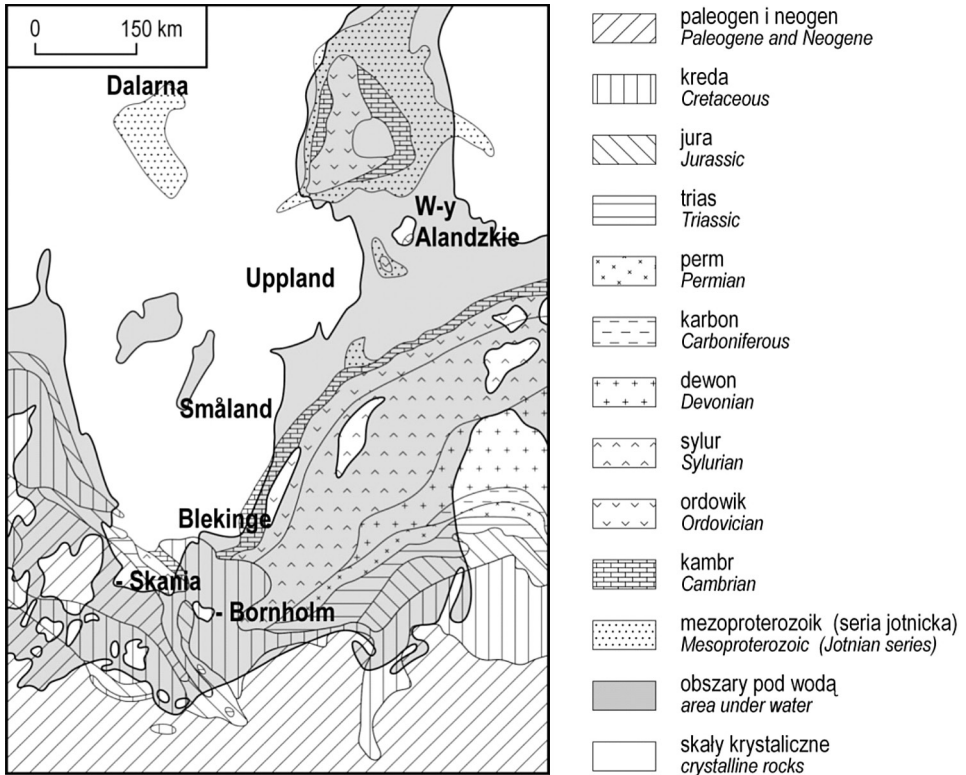 0
150 km
Dalarna
W-y
Alandzkie
Uppland
Småland
Blekinge
- Skania
- Bornholm
paleogen i neogen
Paleogene and Neogene
kreda
Cretaceous
jura
Jurassic
trias
Triassic
perm
Permian
karbon
Carboniferous
dewon
Devonian
sylur
Sylurian
ordowik
Ordovician
kambr
Cambrian
mezoproterozoik (seria jotnicka)
Mesoproterozoic (Jotnian series)
obszary pod wodą
area under water
skały krystaliczne
crystalline rocks